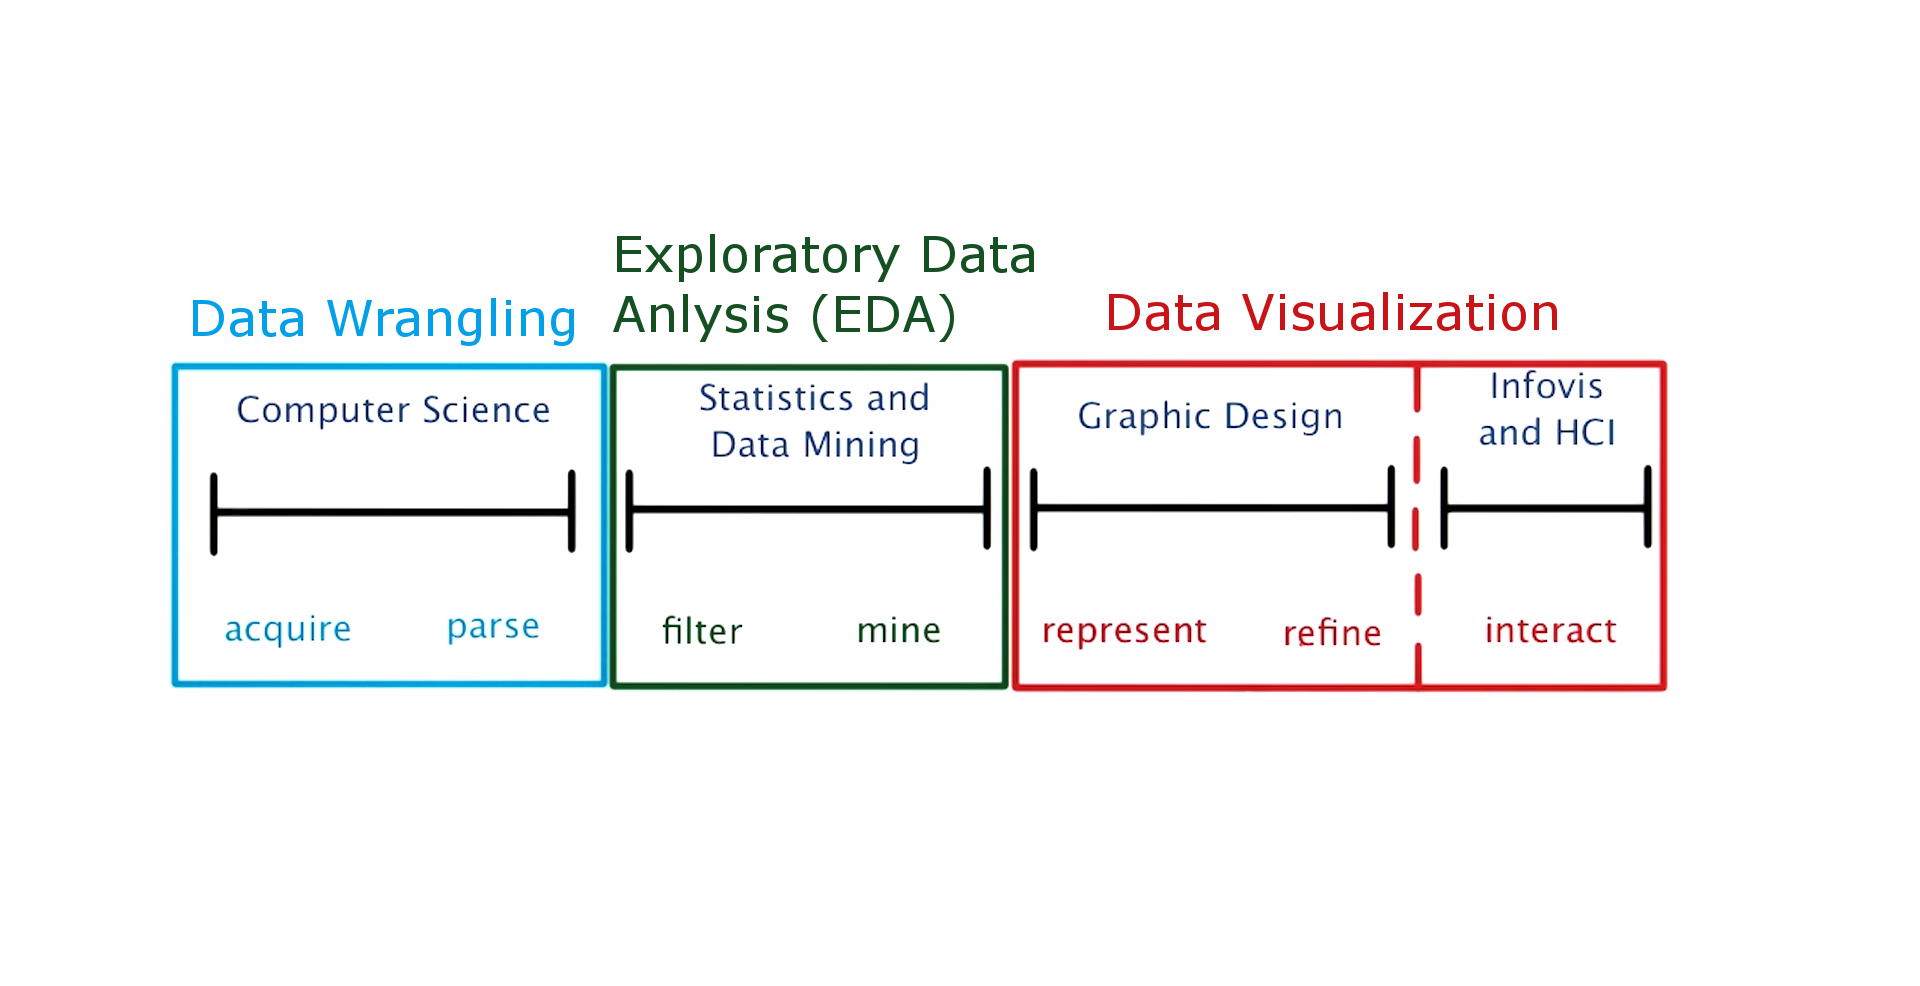 Data Wrangling
Exploratory Data
Anlysis (EDA)
Data Visualization
Computer Science
Statistics and
Data Mining
Graphic Design
Infovis
and HCI
acquire
parse
filter
mine
represent
refine
interact